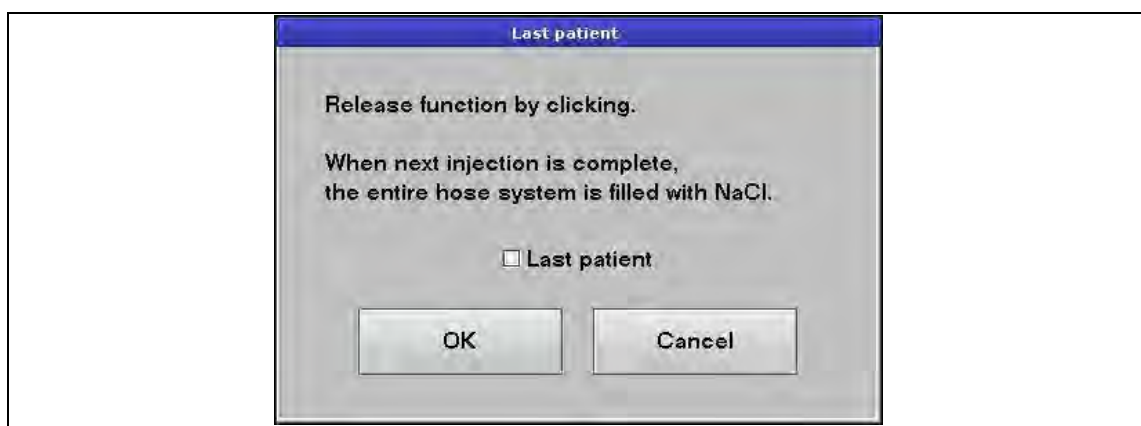 Last patient
Release function by clicking.
When next injection is complete,
the entire hose system is filled with NaCl.
Last patient
OK
Cancel